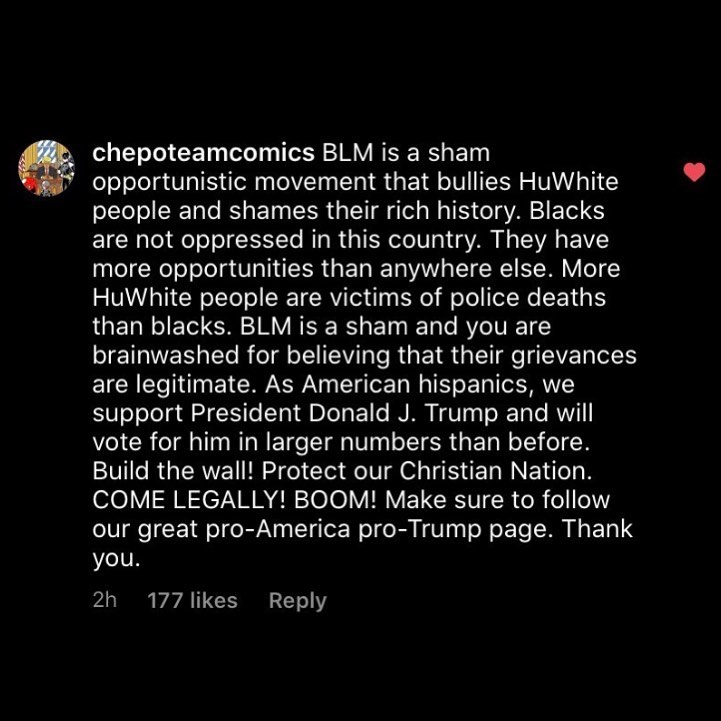 chepoteamcomics BLM is a sham
opportunistic movement that bullies HuWhite
people and shames their rich history. Blacks
are not oppressed in this country. They have
more opportunities than anywhere else. More
HuWhite people are victims of police deaths
than blacks. BLM is a sham and you are
brainwashed for believing that their grievances
are legitimate. As American hispanics, we
support President Donald J. Trump and will
vote for him in larger numbers than before.
Build the wall! Protect our Christian Nation.
COME LEGALLY! BOOM! Make sure to follow
our great pro-America pro-Trump page. Thank
you.
2h 177 likes Reply